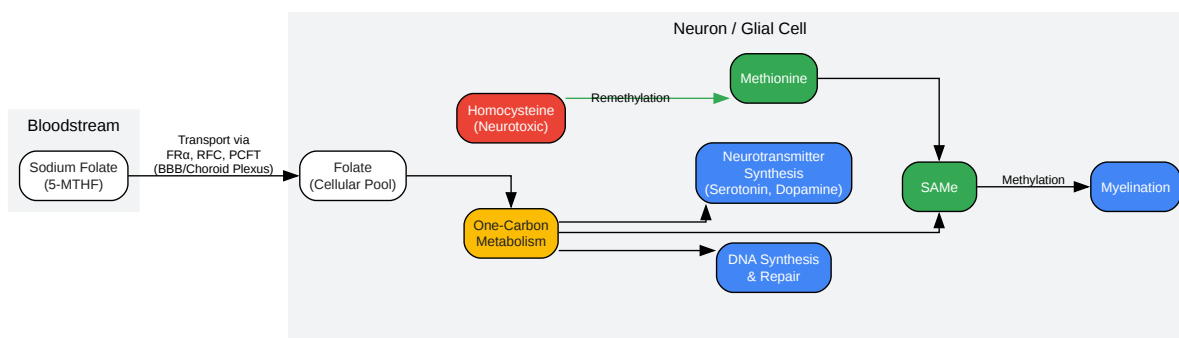 Neuron / Glial Cell
Bloodstream
Sodium Folate
(5-MTHF)
Transport via
FRα, RFC, PCFT
(BBB/Choroid Plexus)
Folate
(Cellular Pool)
Homocysteine
(Neurotoxic)
Remethylation
Methionine
One-Carbon
Metabolism
Neurotransmitter
Synthesis
(Serotonin, Dopamine)
DNA Synthesis
& Repair
SAMe
Methylation
Myelination